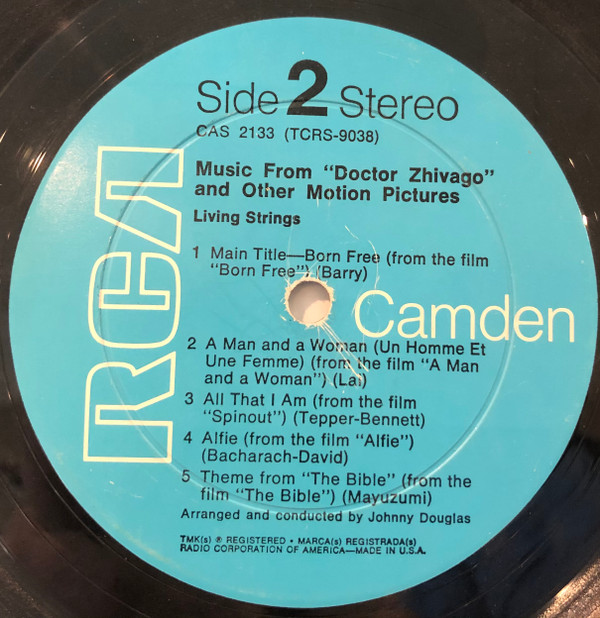 Side 2 Stereo
CAS 2133 (TCRS-9038)
Music From "Doctor Zhivago"
and Other Motion Pictures
Living Strings
1 Main Title—Born Free (from the film
"Born Free") (Barry)
RCA
Camden
2 A Man and a Woman (Un Homme Et
Une Femme) (from the film "A Man
and a Woman") (Lai)
3 All That I Am (from the film
"Spinout") (Tepper-Bennett)
4 Alfie (from the film "Alfie")
(Bacharach-David)
5 Theme from "The Bible" (from the
film "The Bible") (Mayuzumi)
Arranged and conducted by Johnny Douglas
TMK(s) ® REGISTERED • MARCA(s) REGISTRADA(s)
RADIO CORPORATION OF AMERICA—MADE IN U.S.A.